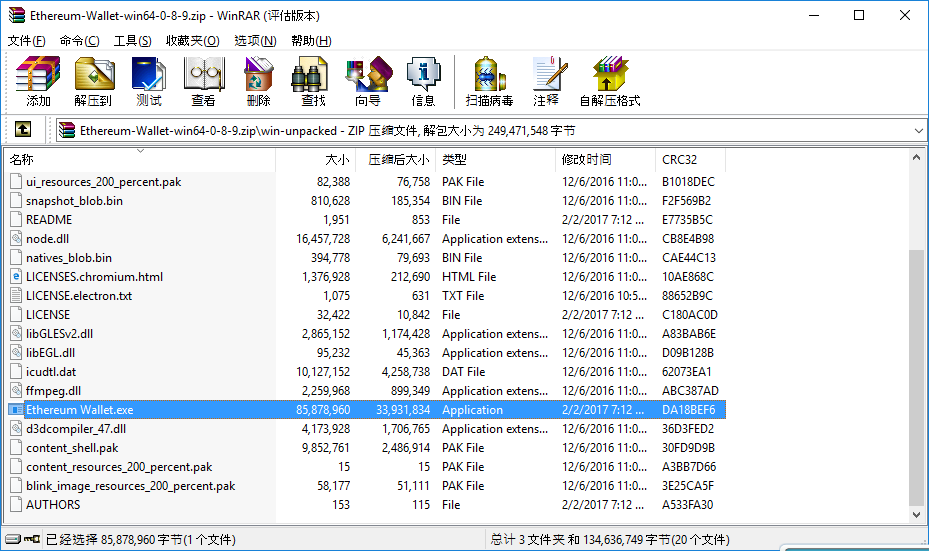 Ethereum-Wallet-win64-0-8-9.zip - WinRAR (评估版本)
文件(F) 命令(C) 工具(S) 收藏夹(O) 选项(N) 帮助(H)
添加 解压到 测试 查看 删除 查找 向导 信息 扫描病毒 注释 自解压格式
Ethereum-Wallet-win64-0-8-9.zip\win-unpacked - ZIP 压缩文件, 解包大小为 249,471,548 字节
名称 大小 压缩后大小 类型 修改时间 CRC32
ui_resources_200_percent.pak 82,388 76,758 PAK File 12/6/2016 11:0... B1018DEC
snapshot_blob.bin 810,628 185,354 BIN File 12/6/2016 11:0... F2F569B2
README 1,951 853 File 2/2/2017 7:12 ... E7735B5C
node.dll 16,457,728 6,241,667 Application extens... 12/6/2016 11:0... CB8E4B98
natives_blob.bin 394,778 79,693 BIN File 12/6/2016 11:0... CAE44C13
LICENSES.chromium.html 1,376,928 212,690 HTML File 12/6/2016 11:0... 10AE868C
LICENSE.electron.txt 1,075 631 TXT File 12/6/2016 10:5... 88652B9C
LICENSE 32,422 10,842 File 2/2/2017 7:12 ... C180AC0D
libGLESv2.dll 2,865,152 1,174,428 Application extens... 12/6/2016 11:0... A83BAB6E
libEGL.dll 95,232 45,363 Application extens... 12/6/2016 11:0... D09B128B
icudtl.dat 10,127,152 4,258,738 DAT File 12/6/2016 11:0... 62073EA1
ffmpeg.dll 2,259,968 899,349 Application extens... 12/6/2016 11:0... ABC387AD
Ethereum Wallet.exe 85,878,960 33,931,834 Application 2/2/2017 7:12 ... DA18BEF6
d3dcompiler_47.dll 4,173,928 1,706,765 Application extens... 12/6/2016 11:0... 36D3FED2
content_shell.pak 9,852,761 2,486,914 PAK File 12/6/2016 11:0... 30FD9D9B
content_resources_200_percent.pak 15 15 PAK File 12/6/2016 11:0... A3BB7D66
blink_image_resources_200_percent.pak 58,177 51,111 PAK File 12/6/2016 11:0... 3E25CA5F
AUTHORS 153 115 File 2/2/2017 7:12 ... A533FA30
已经选择 85,878,960 字节(1 个文件) 总计 3 文件夹 和 134,636,749 字节(20 个文件)